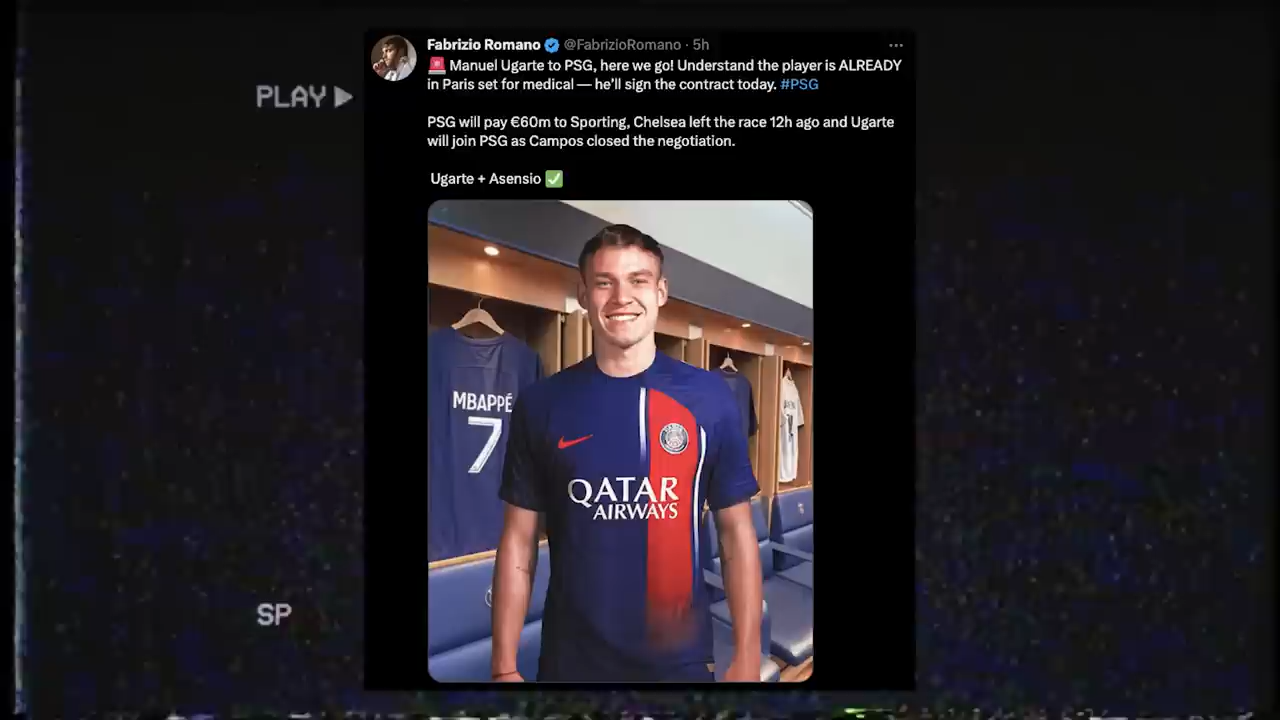 PLAY
Fabrizio Romano @FabrizioRomano · 5h
🚨 Manuel Ugarte to PSG, here we go! Understand the player is ALREADY
in Paris set for medical — he'll sign the contract today. #PSG
PSG will pay €60m to Sporting, Chelsea left the race 12h ago and Ugarte
will join PSG as Campos closed the negotiation.
Ugarte + Asensio ✅
MBAPPÉ
7
QATAR
AIRWAYS
SP